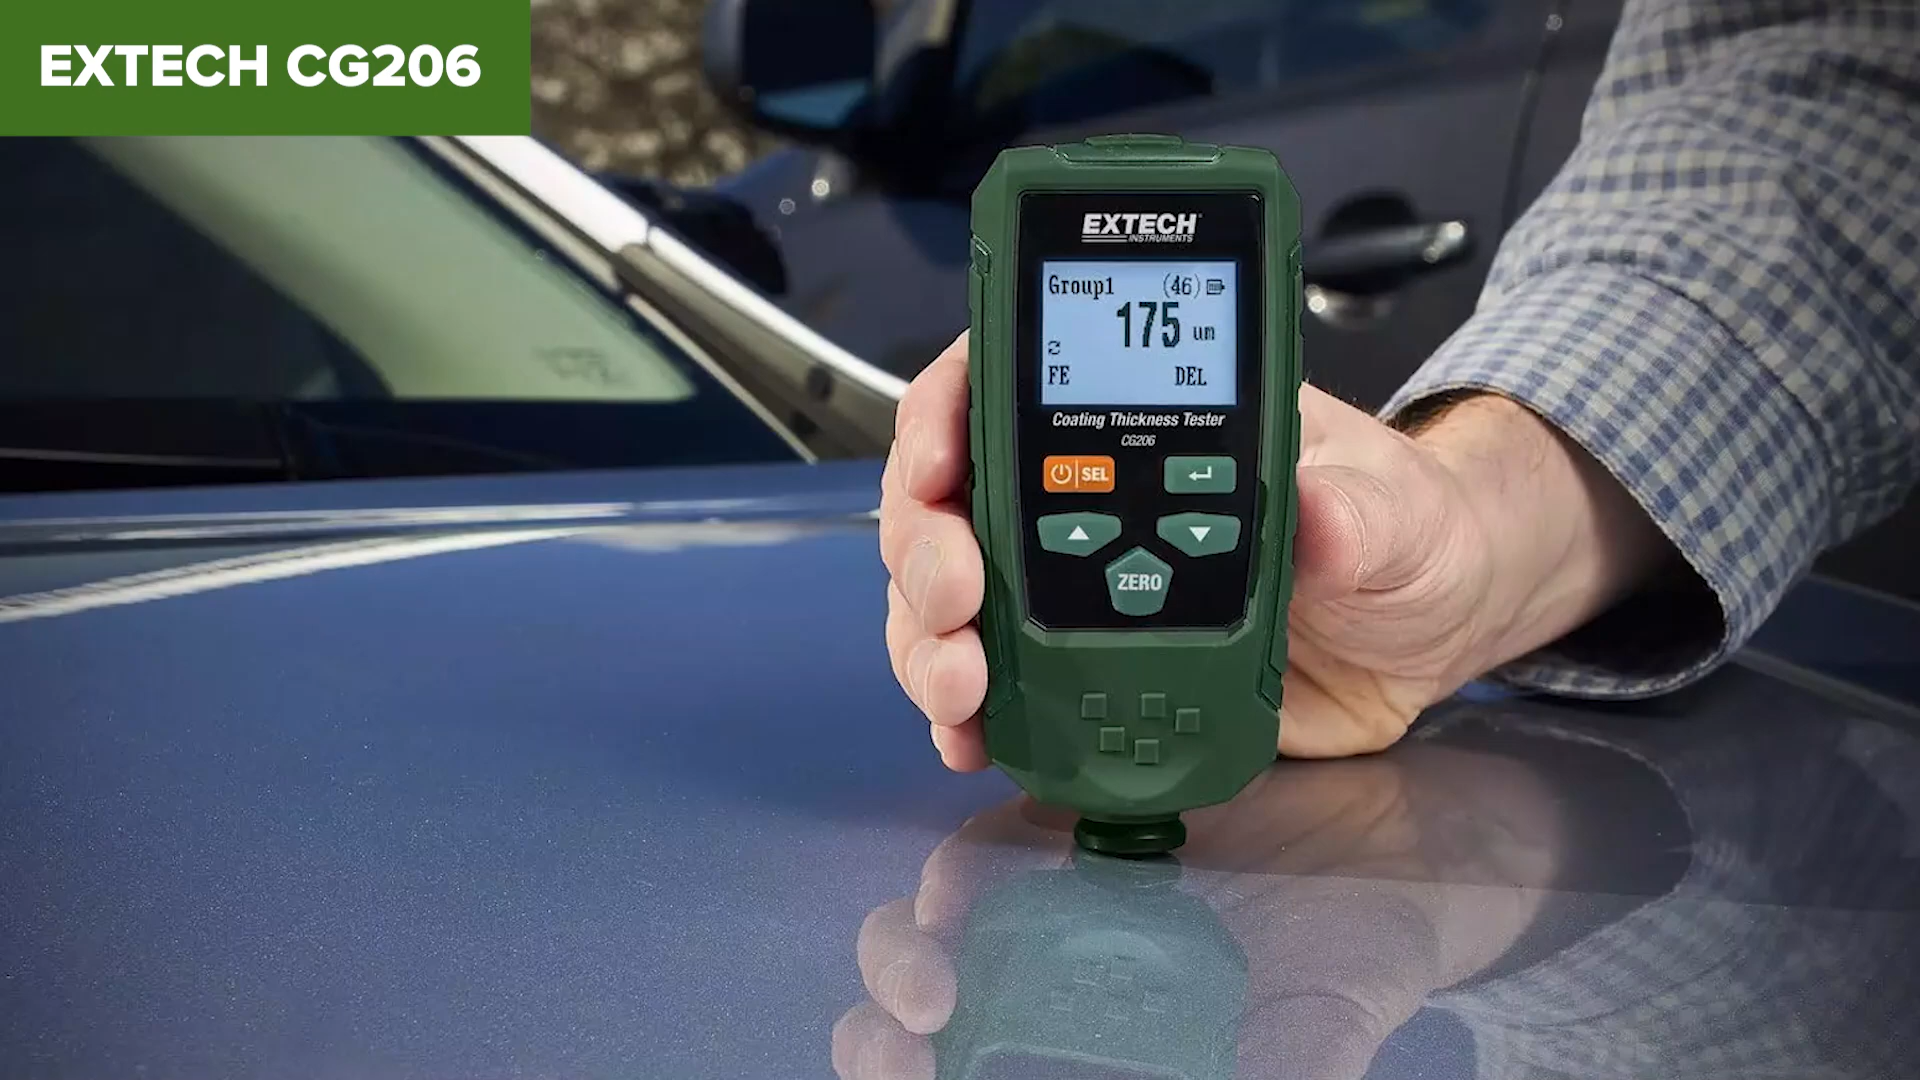 EXTECH CG206
EXTECH
INSTRUMENTS
Group1 (46)
175 um
FE DEL
Coating Thickness Tester
CG206
SEL
ZERO